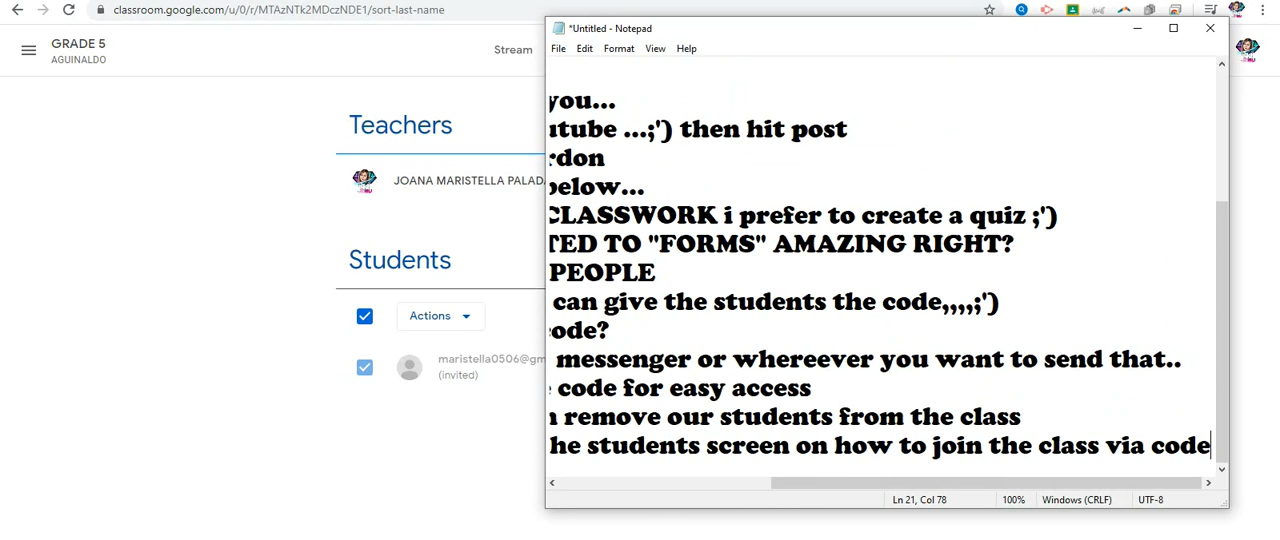 classroom.google.com/u/0/r/MTAzNTk2MDczNDE1/sort-last-name
GRADE 5
AGUINALDO
Stream
Teachers
JOANA MARISTELLA PALADA
Students
Actions
maristella0506@gm
(invited)
*Untitled - Notepad
File Edit Format View Help
you...
utube ...;') then hit post
rdon
below...
CLASSWORK i prefer to create a quiz ;')
TED TO "FORMS" AMAZING RIGHT?
PEOPLE
can give the students the code,,,,;')
code?
messenger or whereever you want to send that..
code for easy access
remove our students from the class
he students screen on how to join the class via code
Ln 21, Col 78 100% Windows (CRLF) UTF-8